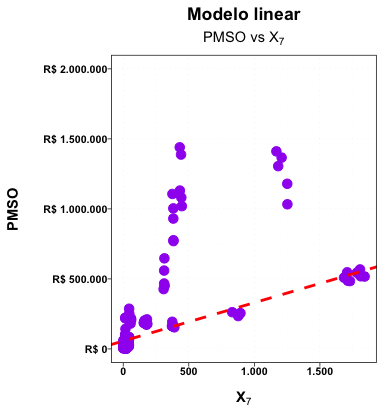 Modelo linear
PMSO vs X₇
PMSO
R$ 2.000.000
R$ 1.500.000
R$ 1.000.000
R$ 500.000
R$ 0
0
500
1.000
1.500
X₇